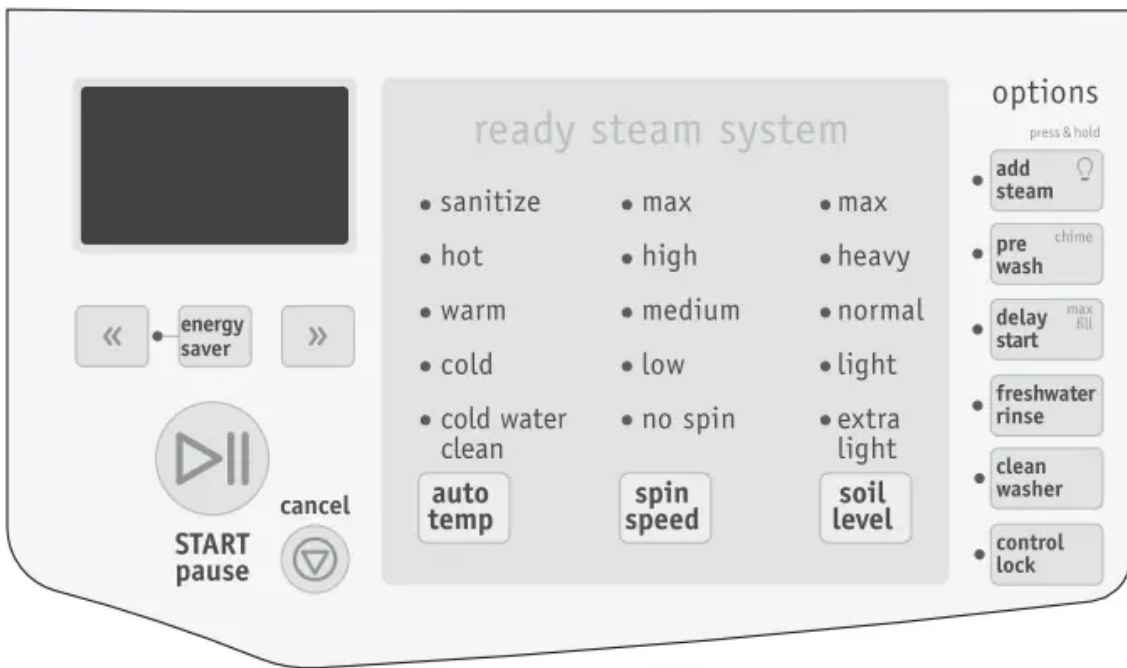 ready steam system
sanitize
hot
warm
cold
cold water
clean
auto
temp
max
high
medium
low
no spin
spin
speed
max
heavy
normal
light
extra
light
soil
level
«
energy
saver
»
START
pause
cancel
options
press & hold
add
steam
pre
wash
chime
delay
start
max
fill
freshwater
rinse
clean
washer
control
lock